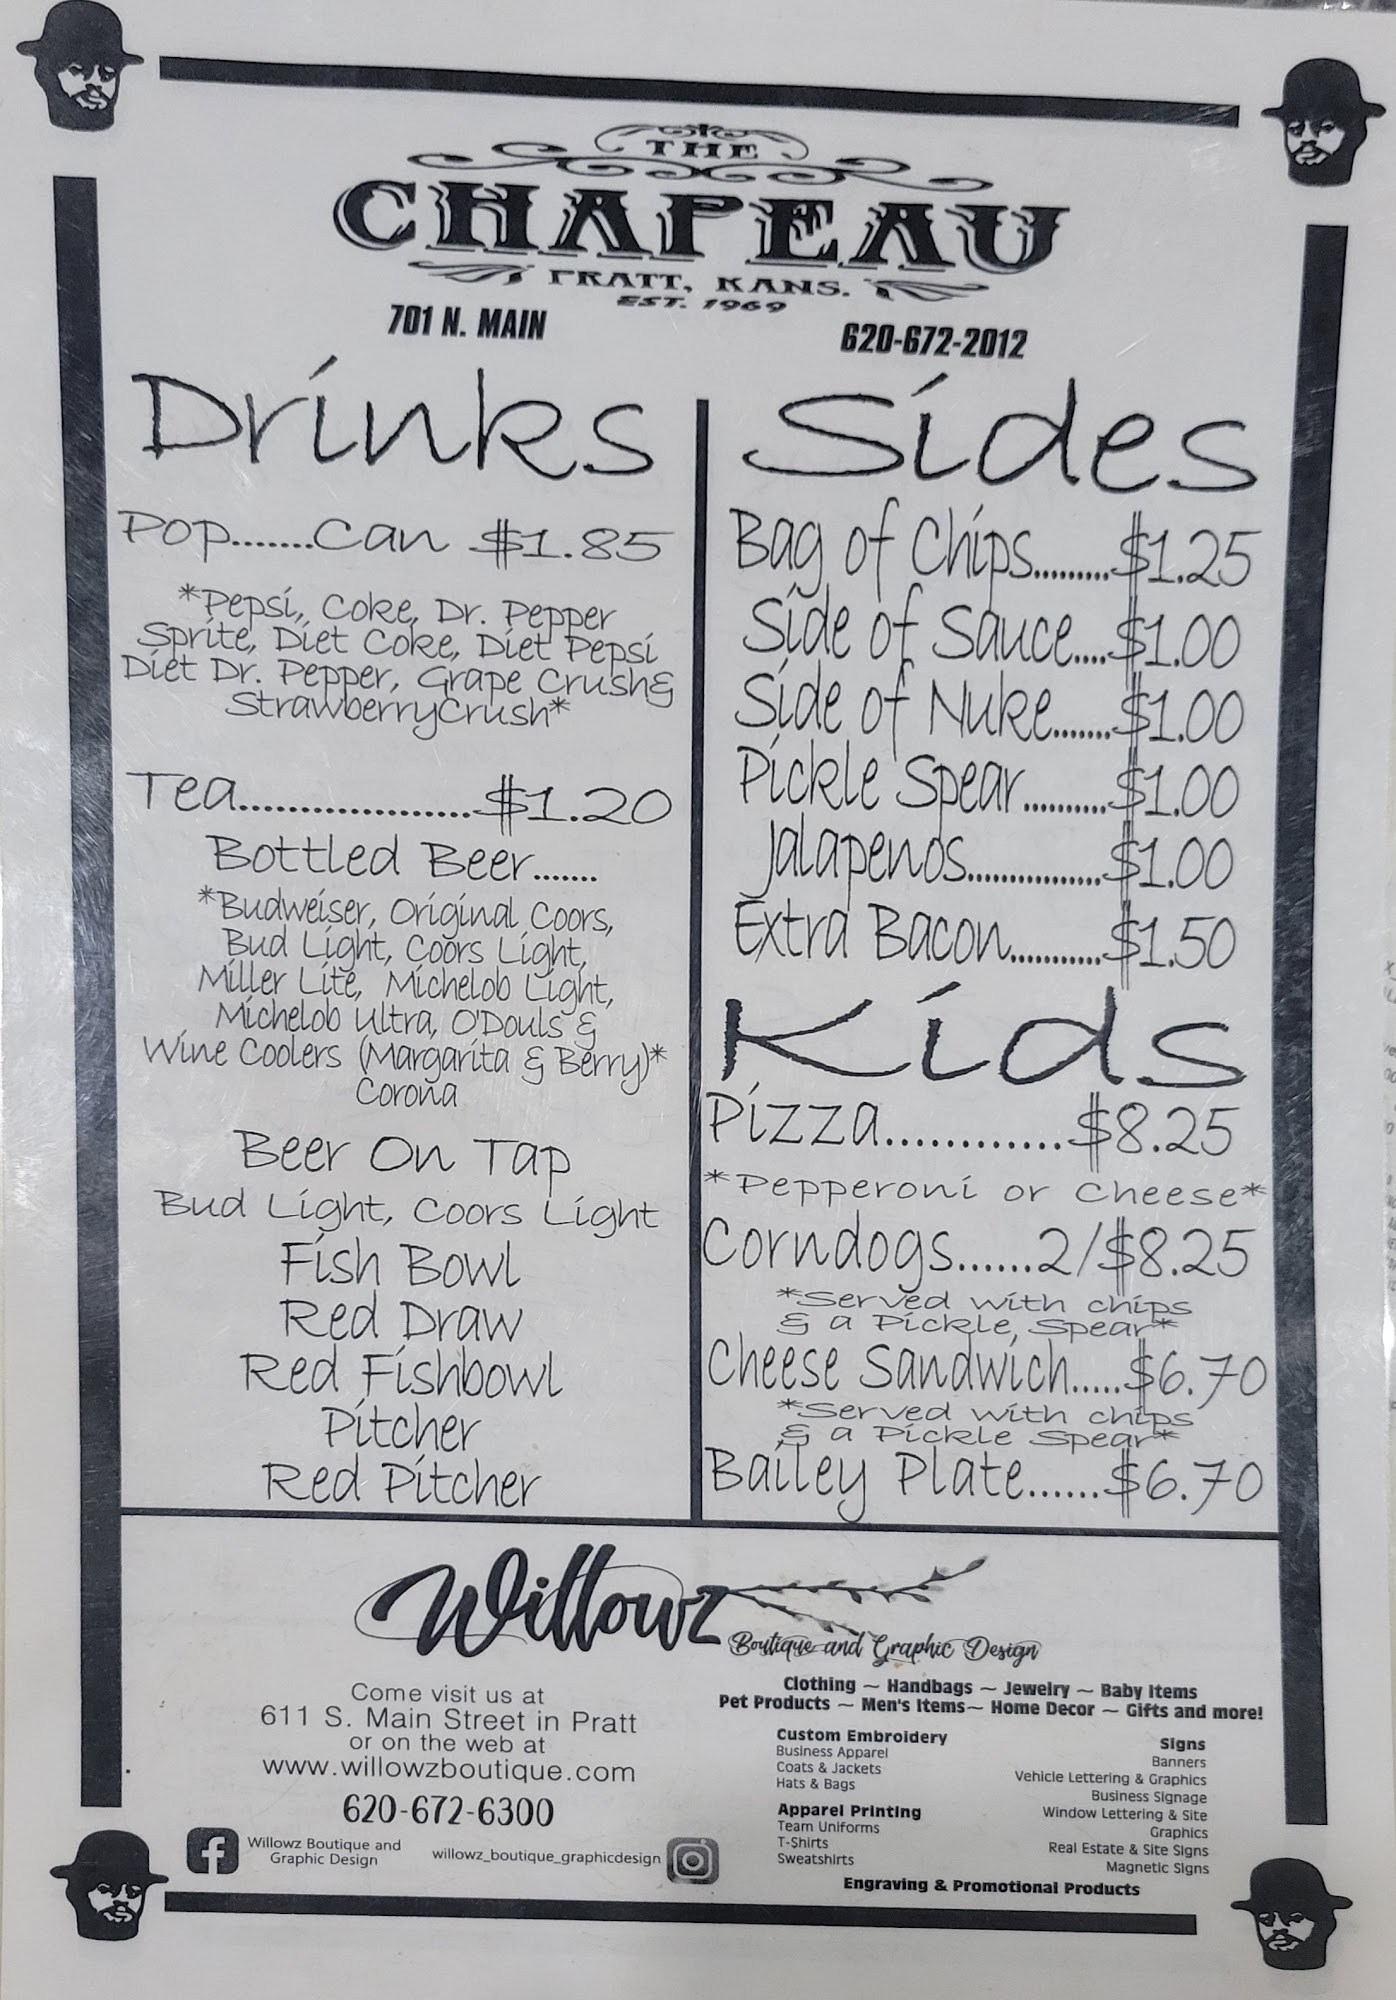 THE
CHAPEAU
PRATT, KANS.
EST. 1969
701 N. MAIN
620-672-2012
Drinks
Pop.......Can $1.85
*Pepsi, Coke, Dr. Pepper
Sprite, Diet Coke, Diet Pepsi
Diet Dr. Pepper, Grape Crush&
StrawberryCrush*
Tea...................$1.20
Bottled Beer.......
*Budweiser, Original Coors,
Bud Light, Coors Light,
Miller Lite, Michelob Light,
Michelob Ultra, O'Douls &
Wine Coolers (Margarita & Berry)*
Corona
Beer On Tap
Bud Light, Coors Light
Fish Bowl
Red Draw
Red Fishbowl
Pitcher
Red Pitcher
Sides
Bag of Chips.........$1.25
Side of Sauce....$1.00
Side of Nuke.......$1.00
Pickle Spear..........$1.00
Jalapenos................$1.00
Extra Bacon...........$1.50
Kids
Pizza............$8.25
*Pepperoni or Cheese*
Corndogs......2/$8.25
*Served with chips
& a Pickle, Spear*
Cheese Sandwich.....$6.70
*Served with chips
& a Pickle Spear*
Bailey Plate......$6.70
Willowz
Boutique and Graphic Design
Come visit us at
611 S. Main Street in Pratt
or on the web at
www.willowzboutique.com
620-672-6300
Willowz Boutique and
Graphic Design
willowz_boutique_graphicdesign
Clothing ~ Handbags ~ Jewelry ~ Baby Items
Pet Products ~ Men's Items~ Home Decor ~ Gifts and more!
Custom Embroidery
Business Apparel
Coats & Jackets
Hats & Bags
Apparel Printing
Team Uniforms
T-Shirts
Sweatshirts
Signs
Banners
Vehicle Lettering & Graphics
Business Signage
Window Lettering & Site
Graphics
Real Estate & Site Signs
Magnetic Signs
Engraving & Promotional Products